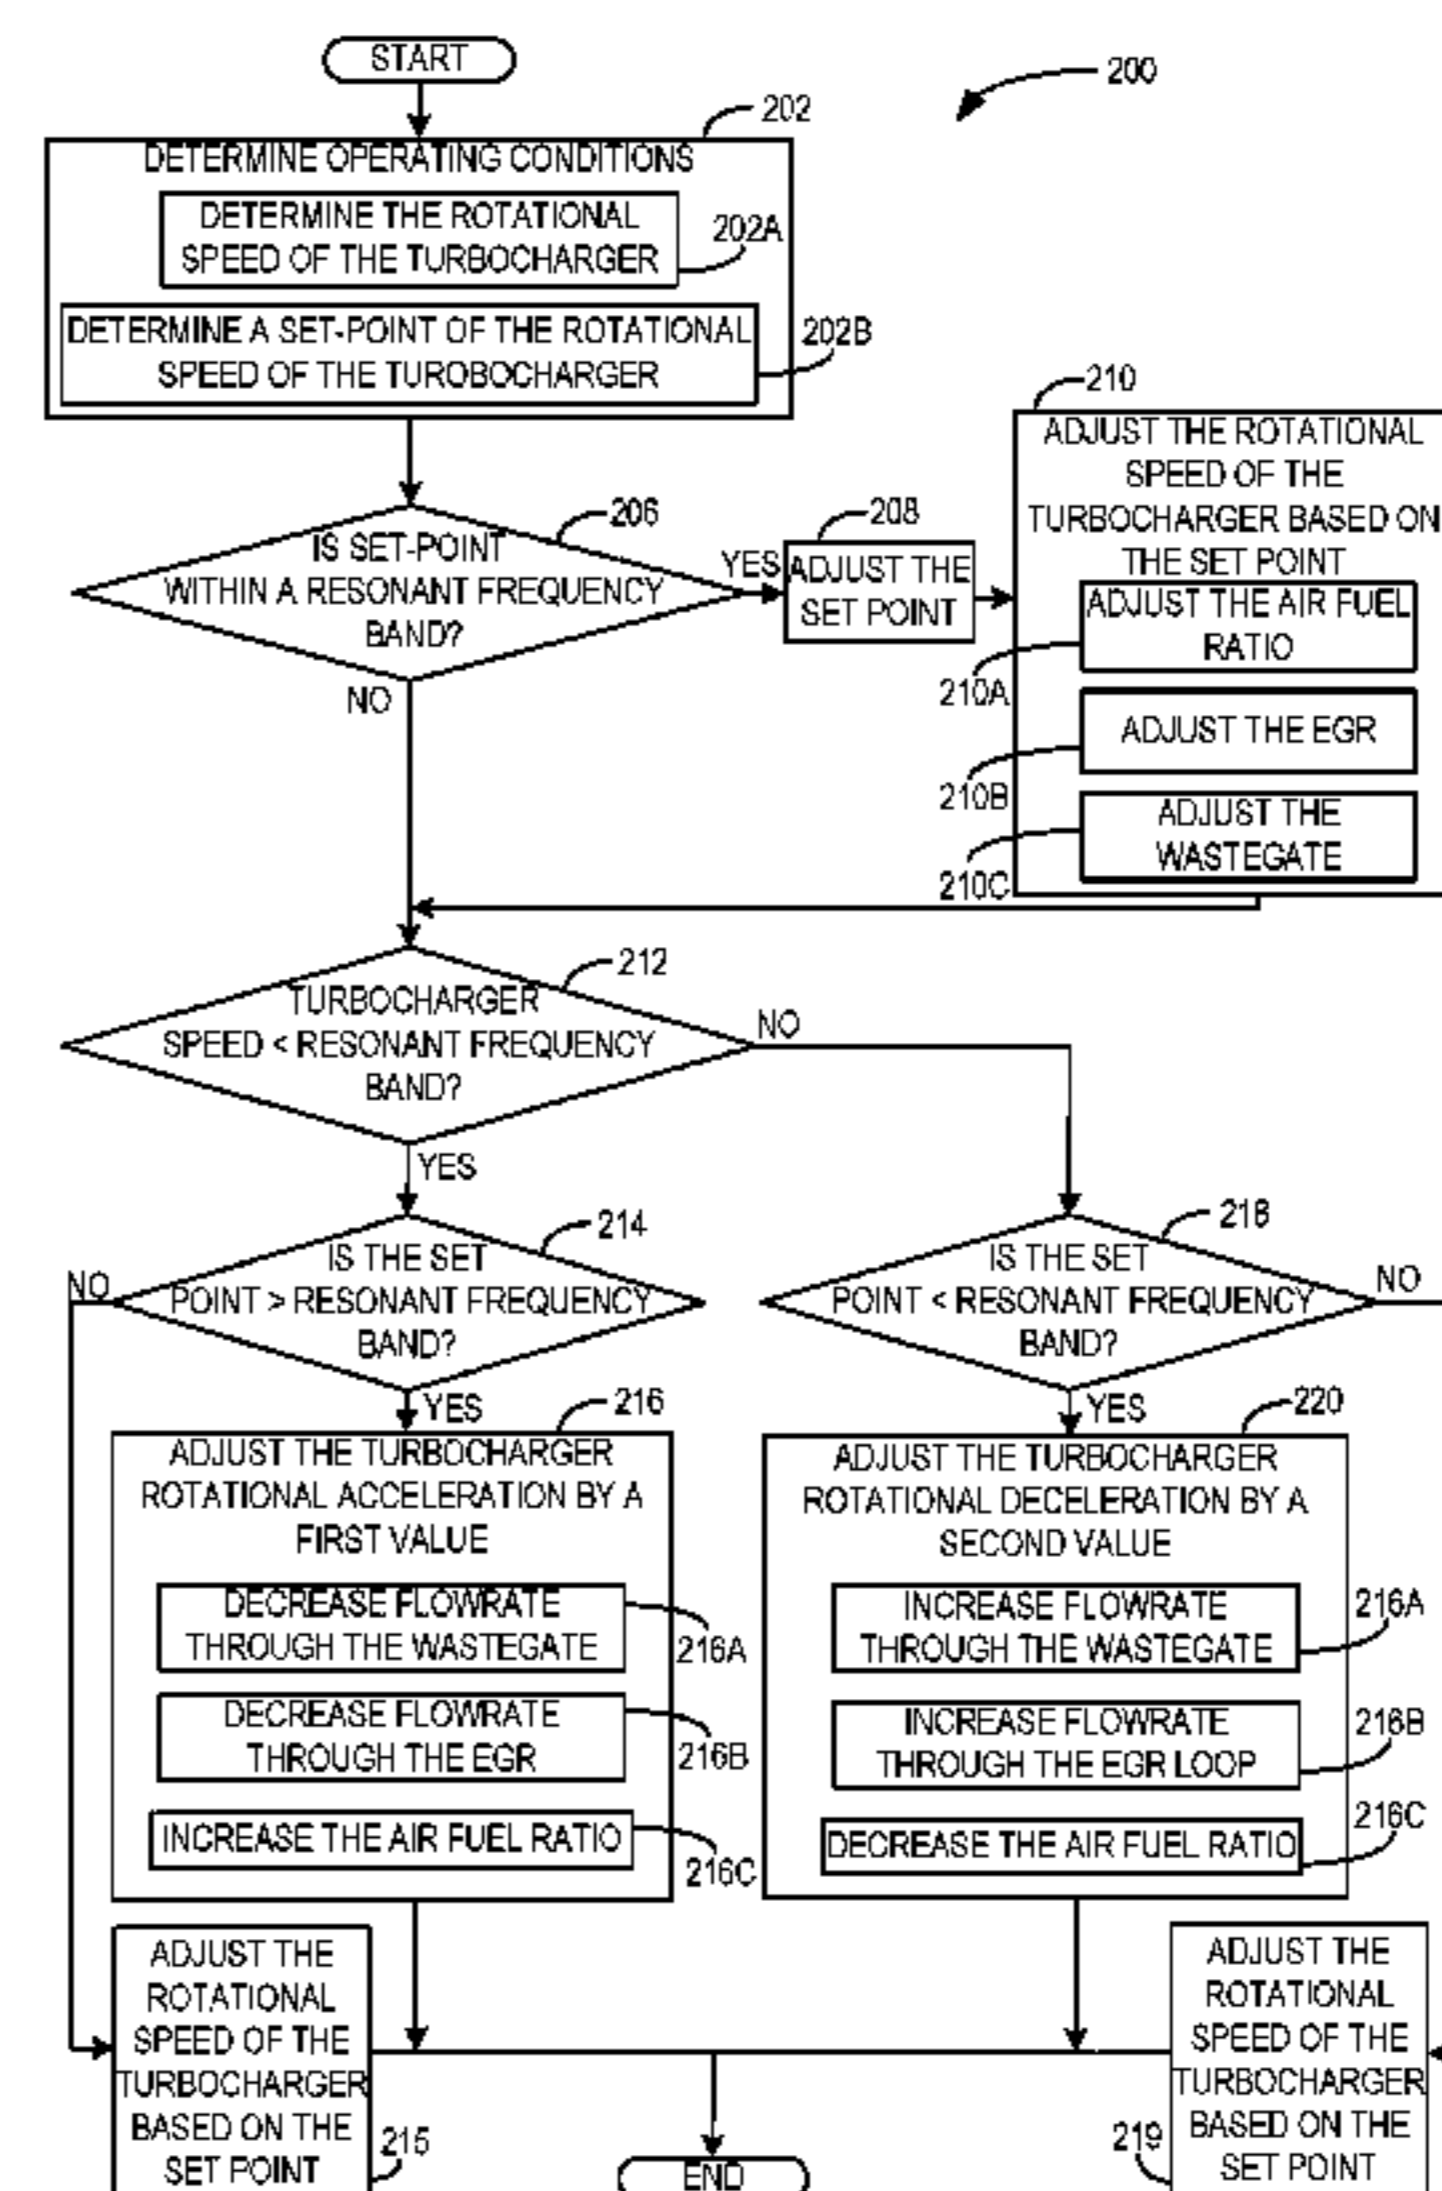 START
200
202
DETERMINE OPERATING CONDITIONS
DETERMINE THE ROTATIONAL
SPEED OF THE TURBOCHARGER
202A
DETERMINE A SET-POINT OF THE ROTATIONAL
SPEED OF THE TUROBOCHARGER
202B
206
IS SET-POINT
WITHIN A RESONANT FREQUENCY
BAND?
YES
NO
208
ADJUST THE
SET POINT
210
ADJUST THE ROTATIONAL
SPEED OF THE
TURBOCHARGER BASED ON
THE SET POINT
ADJUST THE AIR FUEL
RATIO
210A
ADJUST THE EGR
210B
ADJUST THE
WASTEGATE
210C
212
TURBOCHARGER
SPEED < RESONANT FREQUENCY
BAND?
NO
YES
214
IS THE SET
POINT > RESONANT FREQUENCY
BAND?
NO
YES
218
IS THE SET
POINT < RESONANT FREQUENCY
BAND?
NO
YES
216
ADJUST THE TURBOCHARGER
ROTATIONAL ACCELERATION BY A
FIRST VALUE
DECREASE FLOWRATE
THROUGH THE WASTEGATE
216A
DECREASE FLOWRATE
THROUGH THE EGR
216B
INCREASE THE AIR FUEL RATIO
216C
220
ADJUST THE TURBOCHARGER
ROTATIONAL DECELERATION BY A
SECOND VALUE
INCREASE FLOWRATE
THROUGH THE WASTEGATE
216A
INCREASE FLOWRATE
THROUGH THE EGR LOOP
216B
DECREASE THE AIR FUEL RATIO
216C
ADJUST THE
ROTATIONAL
SPEED OF THE
TURBOCHARGER
BASED ON THE
SET POINT
215
END
219
ADJUST THE
ROTATIONAL
SPEED OF THE
TURBOCHARGER
BASED ON THE
SET POINT